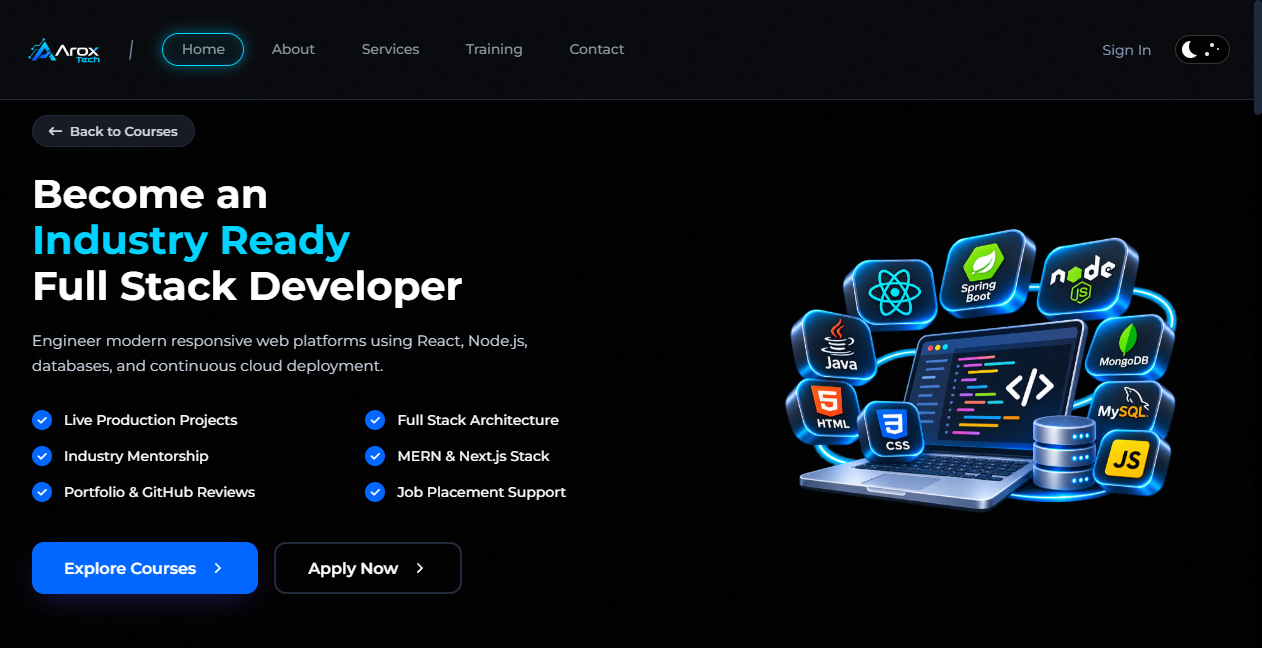 Arox
Tech
Home
About
Services
Training
Contact
Sign In
← Back to Courses
Become an
Industry Ready
Full Stack Developer
Engineer modern responsive web platforms using React, Node.js,
databases, and continuous cloud deployment.
Live Production Projects
Full Stack Architecture
Industry Mentorship
MERN & Next.js Stack
Portfolio & GitHub Reviews
Job Placement Support
Explore Courses >
Apply Now >
Spring
Boot
node
JS
Java
MongoDB
5
HTML
3
CSS
</>
MySQL
JS